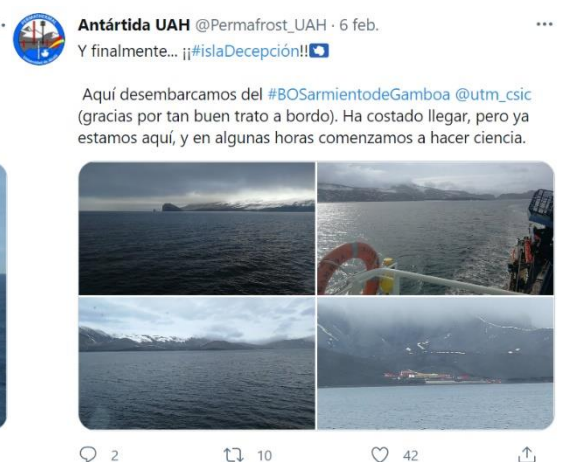 Antártida UAH @Permafrost_UAH · 6 feb.
Y finalmente... ¡¡#islaDecepción!!🇦🇶
Aquí desembarcamos del #BOSarmientodeGamboa @utm_csic
(gracias por tan buen trato a bordo). Ha costado llegar, pero ya
estamos aquí, y en algunas horas comenzamos a hacer ciencia.
2 10 42